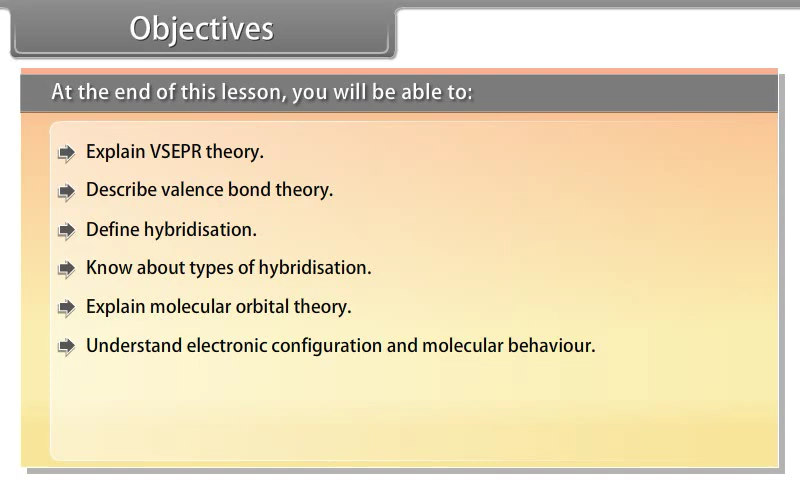 Objectives
At the end of this lesson, you will be able to:
Explain VSEPR theory.
Describe valence bond theory.
Define hybridisation.
Know about types of hybridisation.
Explain molecular orbital theory.
Understand electronic configuration and molecular behaviour.